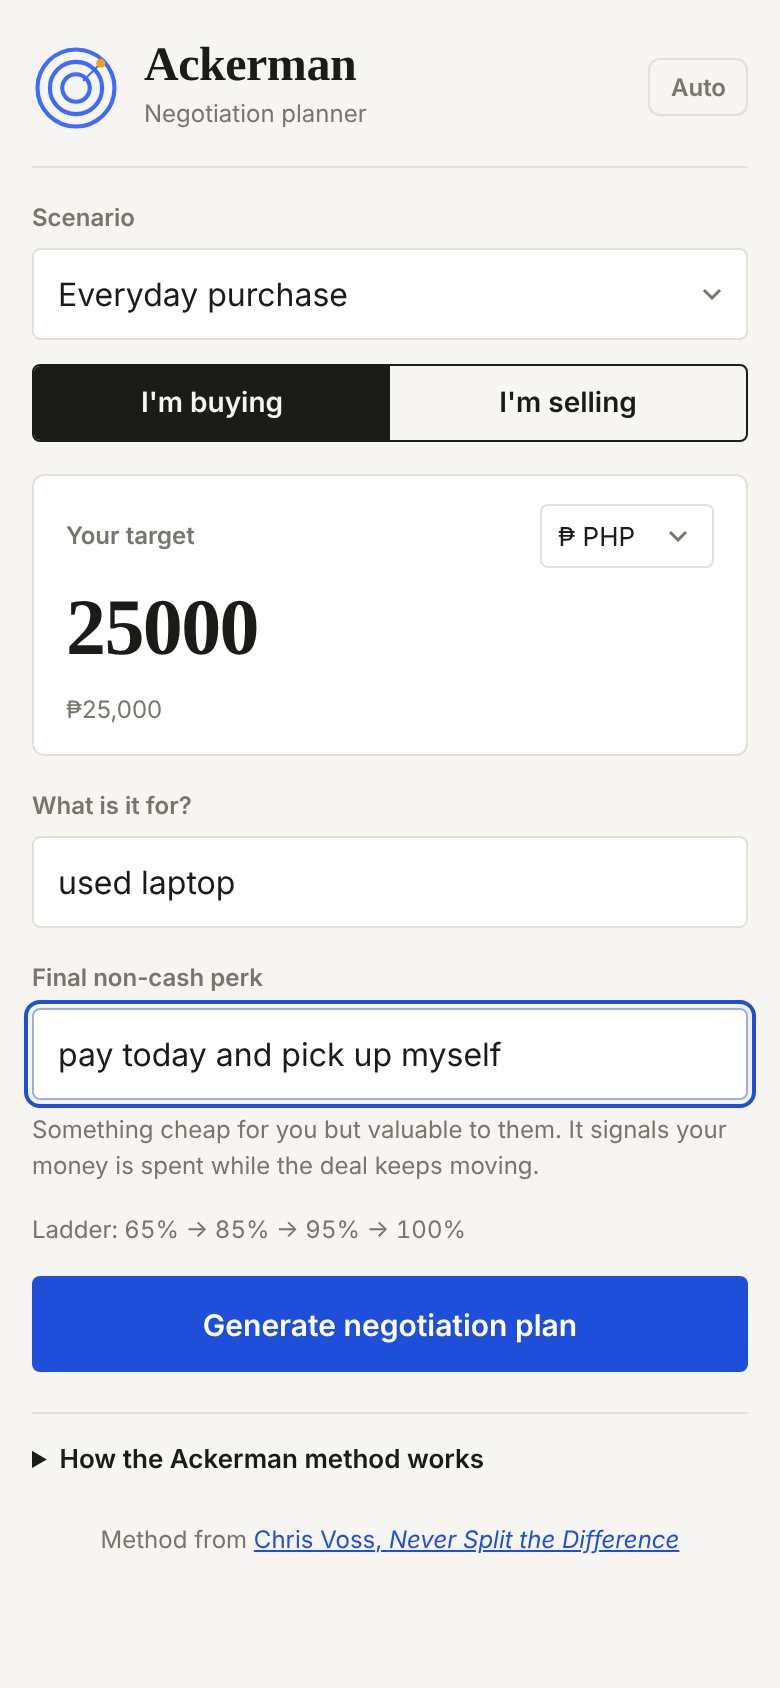 Ackerman
Negotiation planner
Auto
Scenario
Everyday purchase
I'm buying
I'm selling
Your target
₱ PHP
25000
₱25,000
What is it for?
used laptop
Final non-cash perk
pay today and pick up myself
Something cheap for you but valuable to them. It signals your
money is spent while the deal keeps moving.
Ladder: 65% → 85% → 95% → 100%
Generate negotiation plan
How the Ackerman method works
Method from Chris Voss, Never Split the Difference